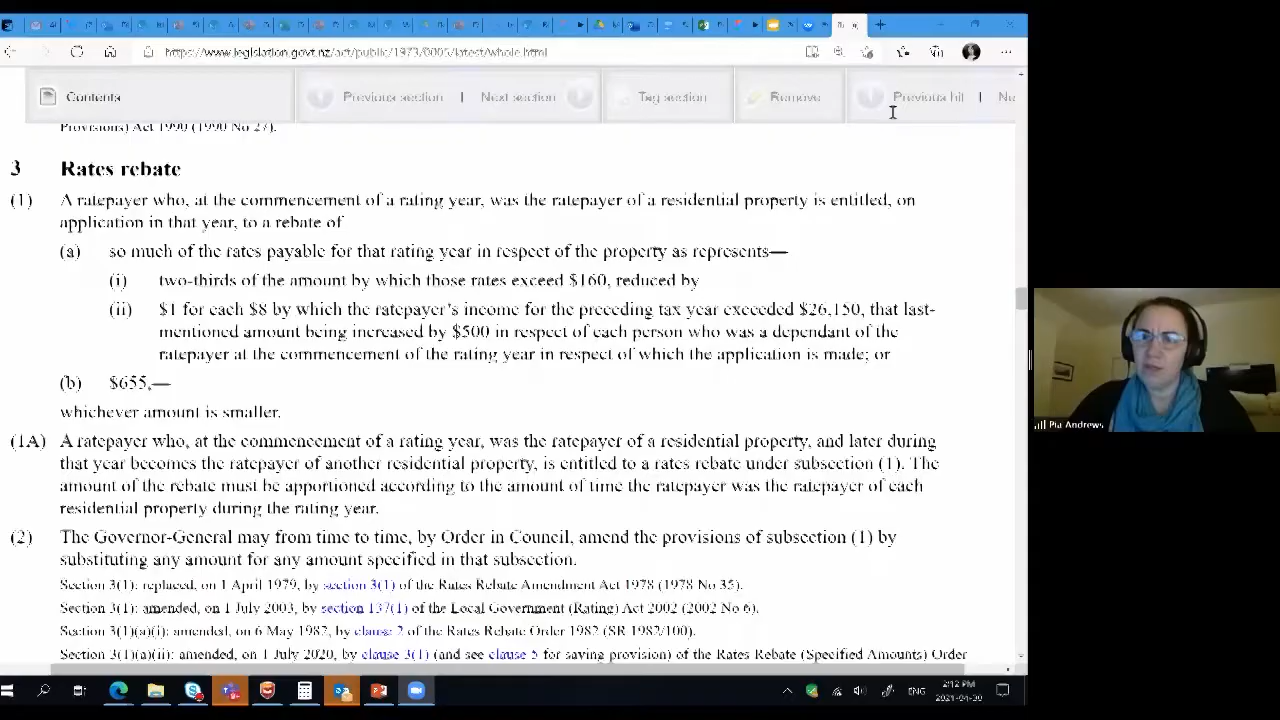 https://www.legislation.govt.nz/act/public/1973/0005/latest/whole.html
Contents
Previous section | Next section
Tag section
Remove
Previous hit |
Provisions) Act 1990 (1990 No 27).
3 Rates rebate
(1) A ratepayer who, at the commencement of a rating year, was the ratepayer of a residential property is entitled, on
application in that year, to a rebate of
(a) so much of the rates payable for that rating year in respect of the property as represents—
(i) two-thirds of the amount by which those rates exceed $160, reduced by
(ii) $1 for each $8 by which the ratepayer's income for the preceding tax year exceeded $26,150, that last-
mentioned amount being increased by $500 in respect of each person who was a dependant of the
ratepayer at the commencement of the rating year in respect of which the application is made; or
(b) $655,—
whichever amount is smaller.
(1A) A ratepayer who, at the commencement of a rating year, was the ratepayer of a residential property, and later during
that year becomes the ratepayer of another residential property, is entitled to a rates rebate under subsection (1). The
amount of the rebate must be apportioned according to the amount of time the ratepayer was the ratepayer of each
residential property during the rating year.
(2) The Governor-General may from time to time, by Order in Council, amend the provisions of subsection (1) by
substituting any amount for any amount specified in that subsection.
Section 3(1): replaced, on 1 April 1979, by section 3(1) of the Rates Rebate Amendment Act 1978 (1978 No 35).
Section 3(1): amended, on 1 July 2003, by section 137(1) of the Local Government (Rating) Act 2002 (2002 No 6).
Section 3(1)(a)(i): amended, on 6 May 1982, by clause 2 of the Rates Rebate Order 1982 (SR 1982/100).
Section 3(1)(a)(ii): amended, on 1 July 2020, by clause 3(1) (and see clause 5 for saving provision) of the Rates Rebate (Specified Amounts) Order
Pia Andrews
ENG
2:12 PM
2021-04-30